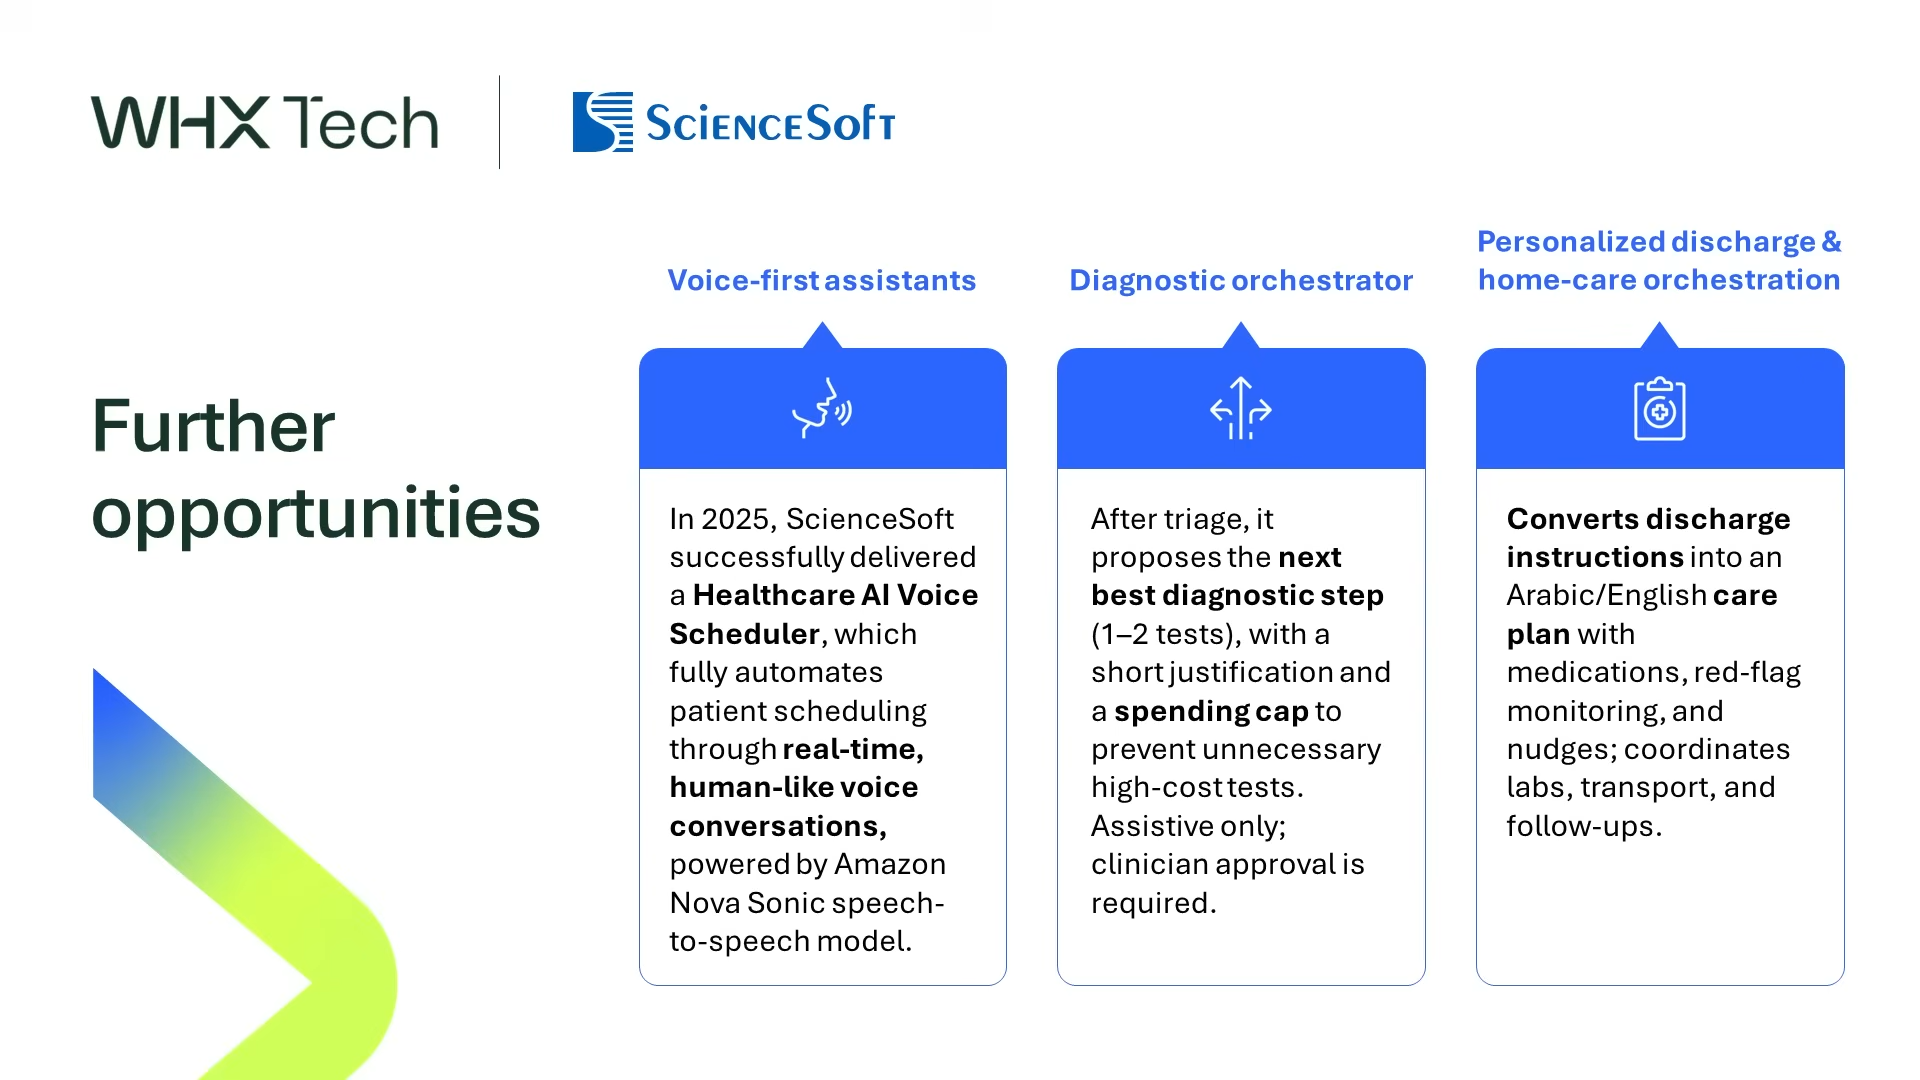 WHX Tech
ScienceSoft
Further
opportunities
Voice-first assistants
In 2025, ScienceSoft
successfully delivered
a Healthcare AI Voice
Scheduler, which
fully automates
patient scheduling
through real-time,
human-like voice
conversations,
powered by Amazon
Nova Sonic speech-
to-speech model.
Diagnostic orchestrator
After triage, it
proposes the next
best diagnostic step
(1–2 tests), with a
short justification and
a spending cap to
prevent unnecessary
high-cost tests.
Assistive only;
clinician approval is
required.
Personalized discharge &
home-care orchestration
Converts discharge
instructions into an
Arabic/English care
plan with
medications, red-flag
monitoring, and
nudges; coordinates
labs, transport, and
follow-ups.